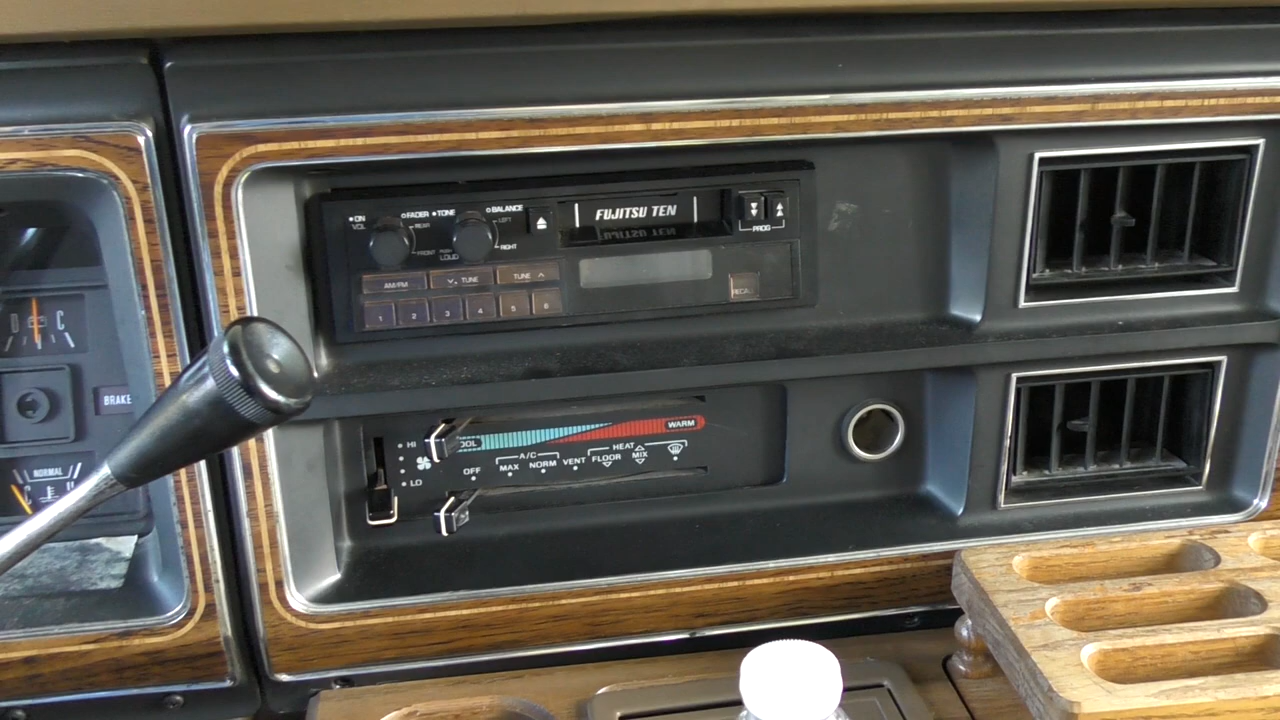 ON
VOL
FADER
REAR
FRONT
TONE
BALANCE
LEFT
RIGHT
LOUD
FUJITSU TEN
PROG
AM/FM
TUNE
TUNE
RECALL
1 2 3 4 5 6
D C
BRAKE
NORMAL
C
HI
LO
OOL
WARM
OFF
A/C
MAX
NORM
VENT
HEAT
FLOOR
MIX